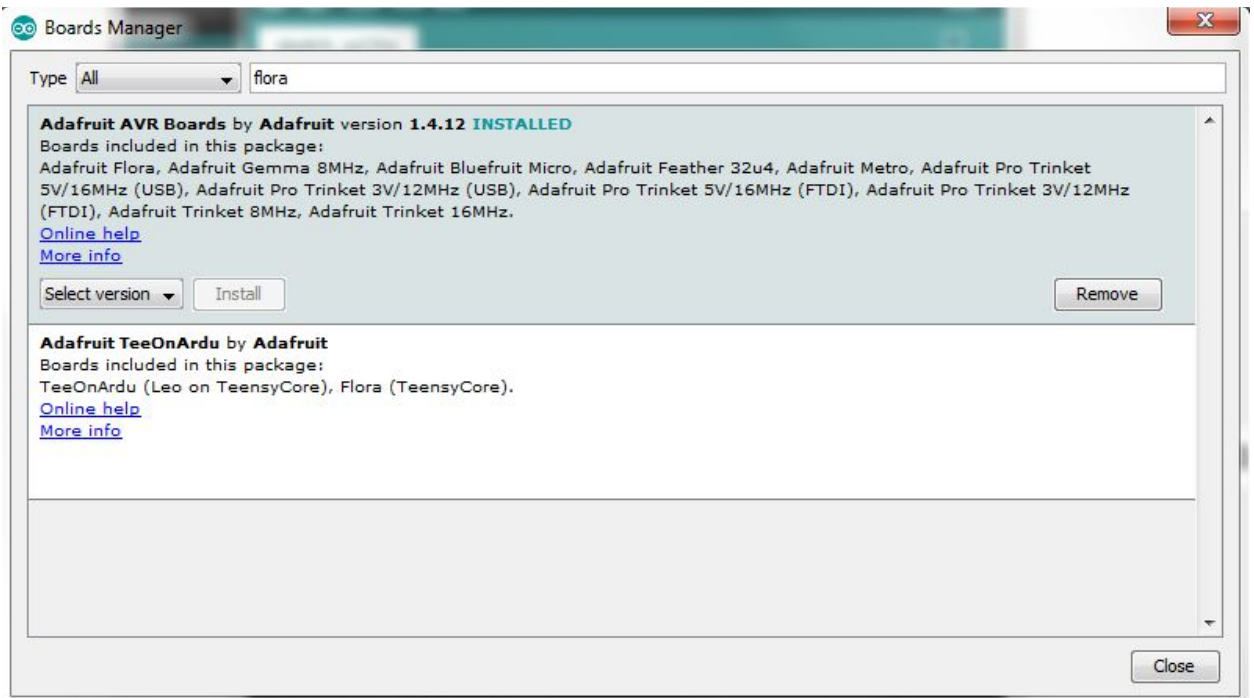 Boards Manager
Type All flora
Adafruit AVR Boards by Adafruit version 1.4.12 INSTALLED
Boards included in this package:
Adafruit Flora, Adafruit Gemma 8MHz, Adafruit Bluefruit Micro, Adafruit Feather 32u4, Adafruit Metro, Adafruit Pro Trinket
5V/16MHz (USB), Adafruit Pro Trinket 3V/12MHz (USB), Adafruit Pro Trinket 5V/16MHz (FTDI), Adafruit Pro Trinket 3V/12MHz
(FTDI), Adafruit Trinket 8MHz, Adafruit Trinket 16MHz.
Online help
More info
Select version Install Remove
Adafruit TeeOnArdu by Adafruit
Boards included in this package:
TeeOnArdu (Leo on TeensyCore), Flora (TeensyCore).
Online help
More info
Close